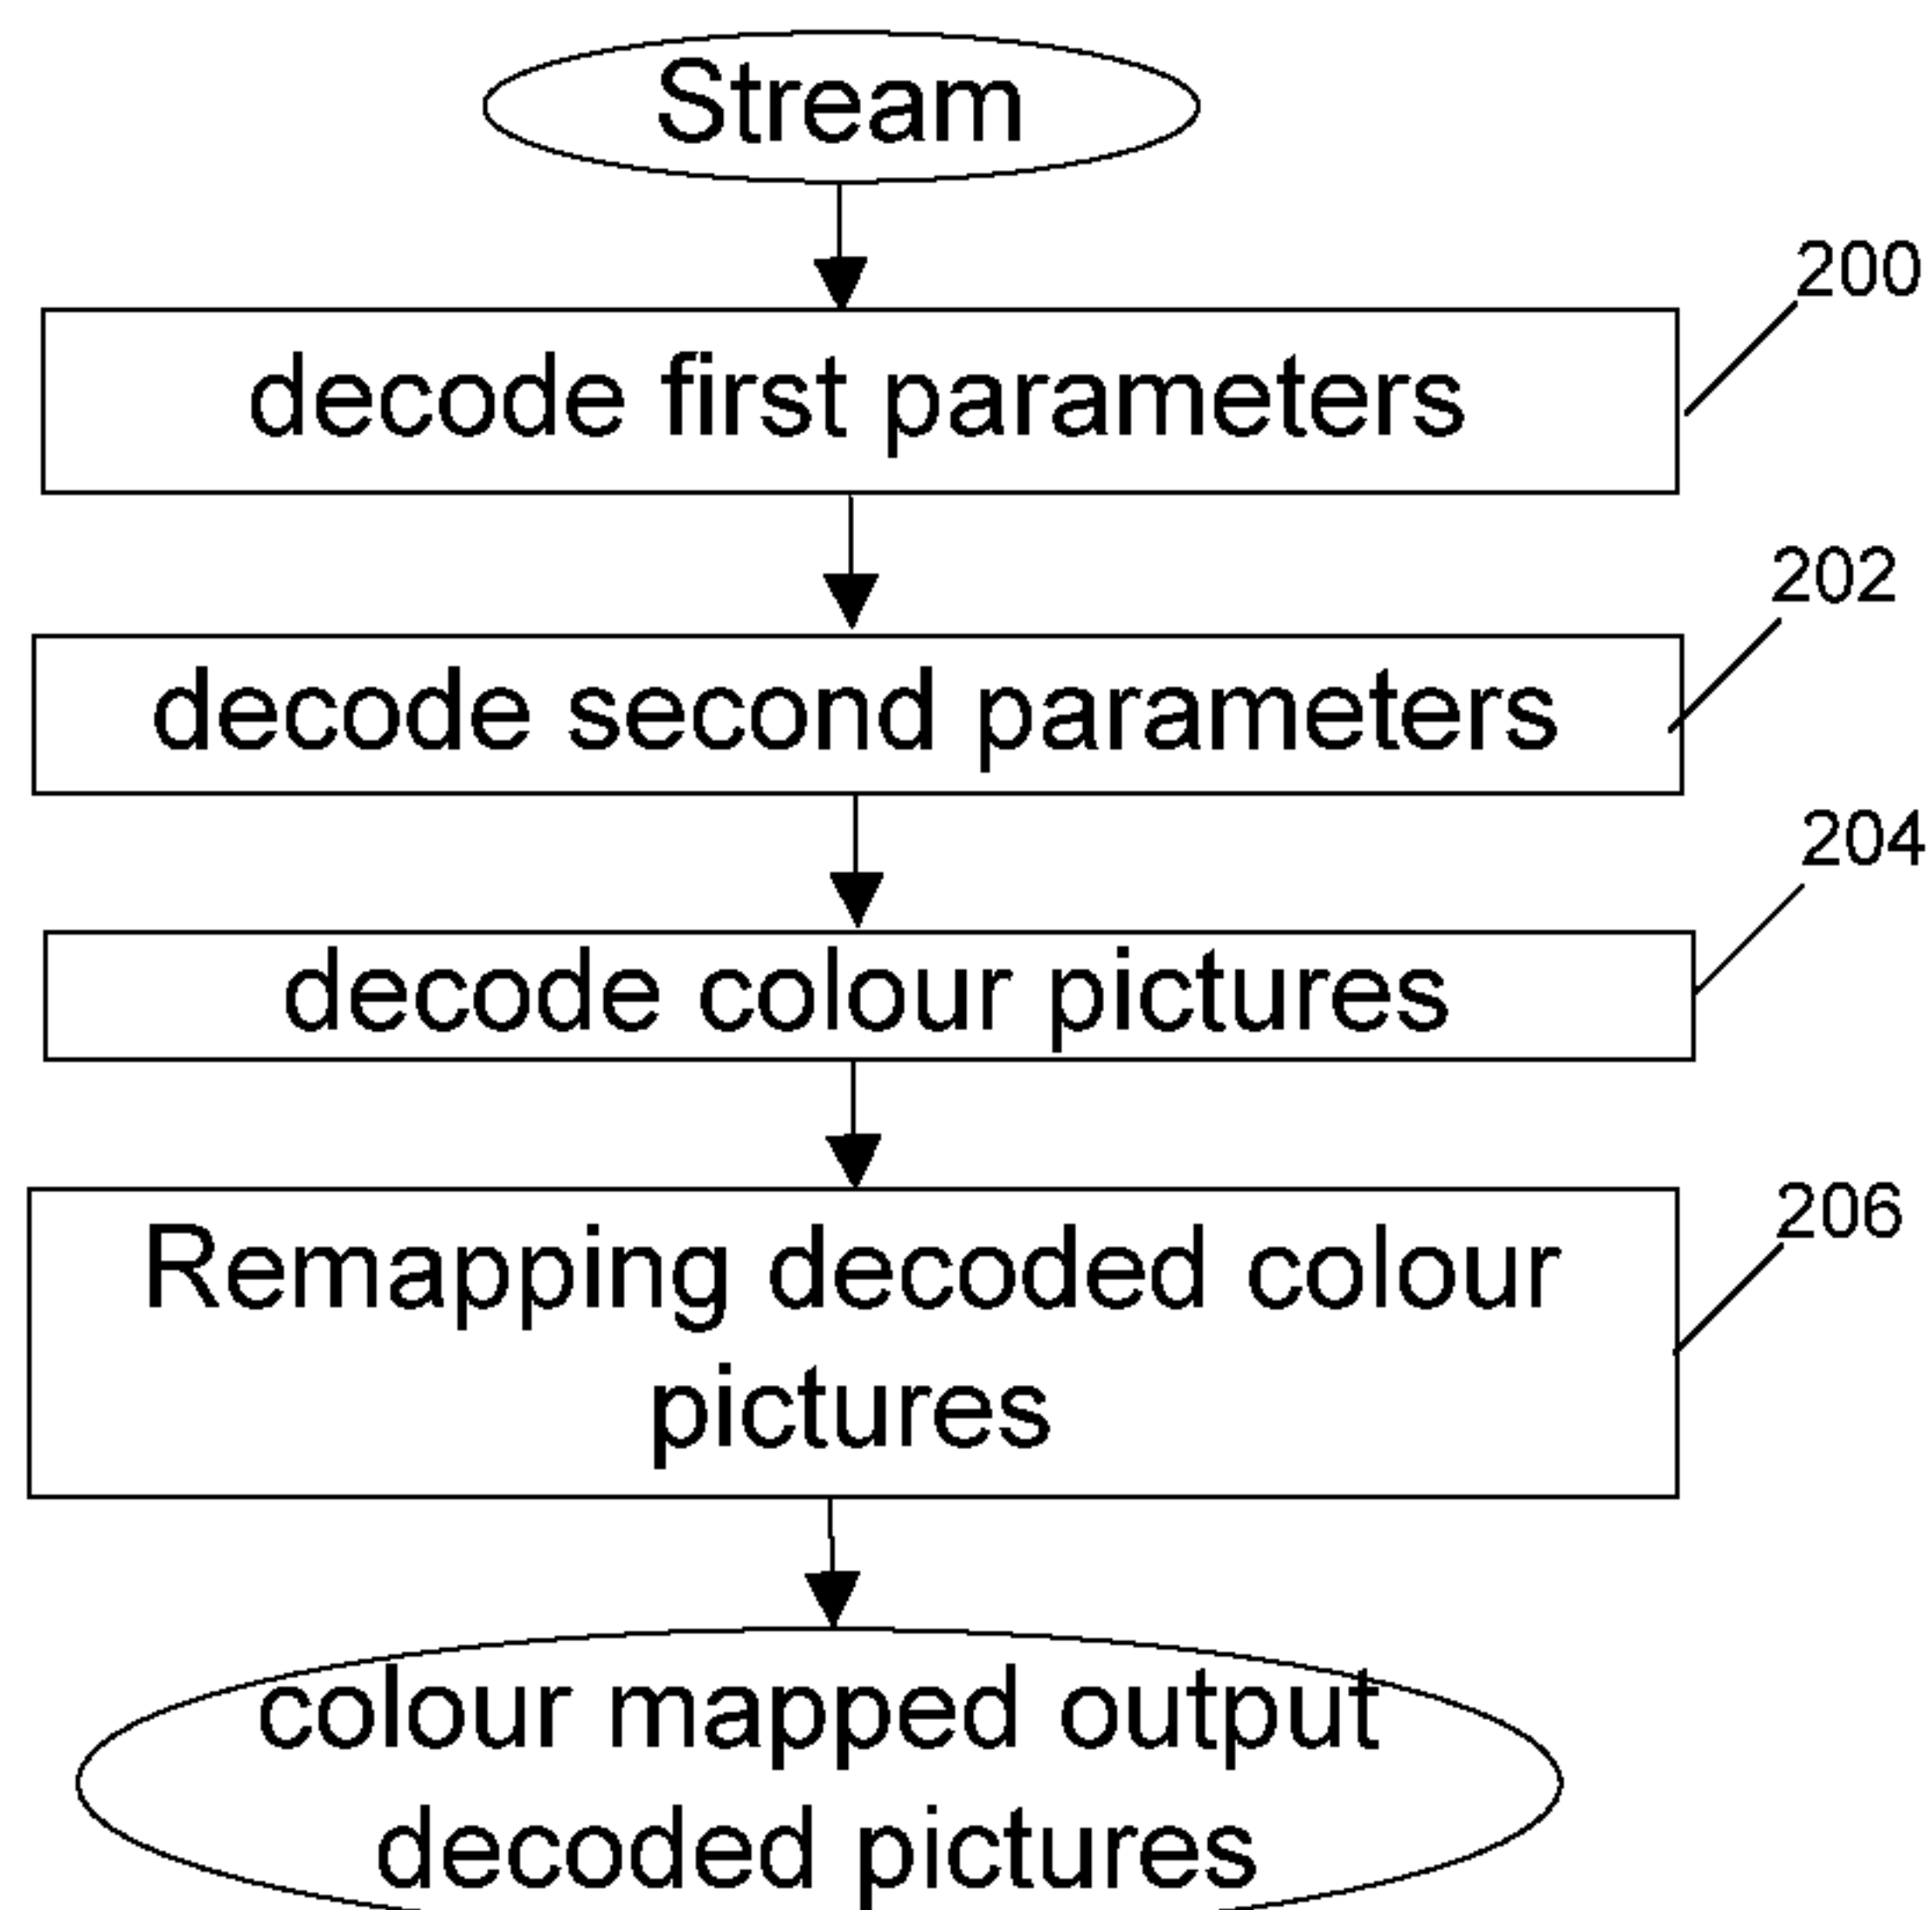 Stream
200
decode first parameters
202
decode second parameters
204
decode colour pictures
206
Remapping decoded colour
pictures
colour mapped output
decoded pictures